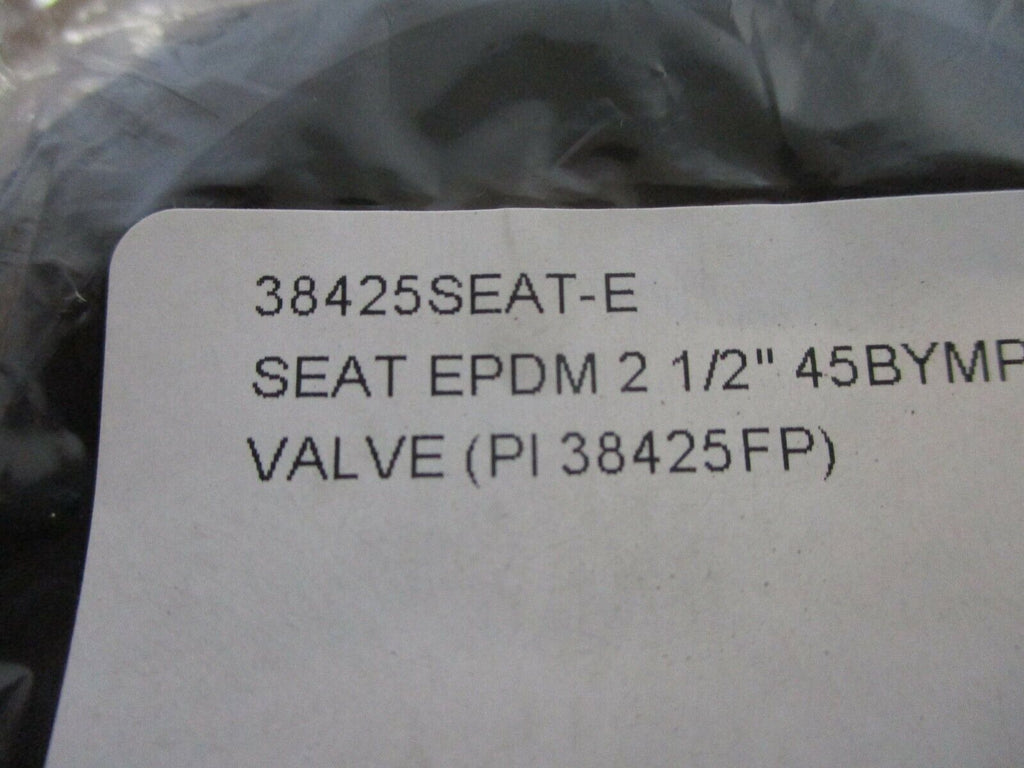 38425SEAT-E
SEAT EPDM 2 1/2" 45BYMP
VALVE (PI 38425FP)